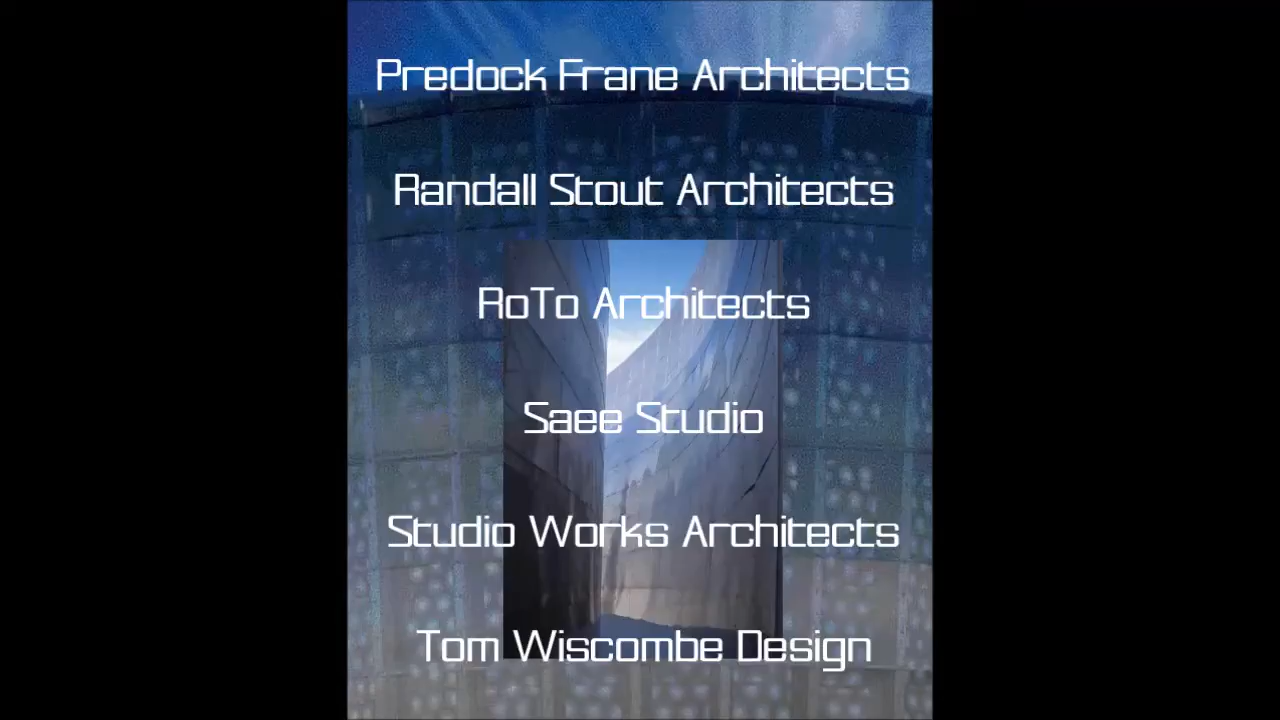 Predock Frane Architects
Randall Stout Architects
RoTo Architects
Saee Studio
Studio Works Architects
Tom Wiscombe Design